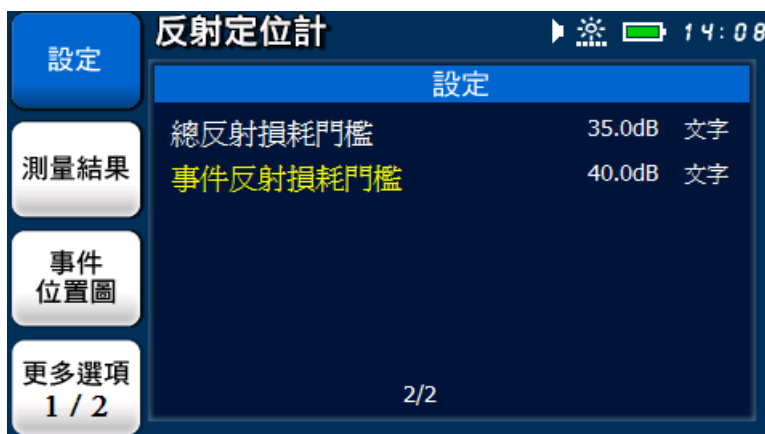 反射定位計
14:08
設定
設定
總反射損耗門檻 35.0dB 文字
事件反射損耗門檻 40.0dB 文字
測量結果
事件
位置圖
更多選項
1 / 2
2/2